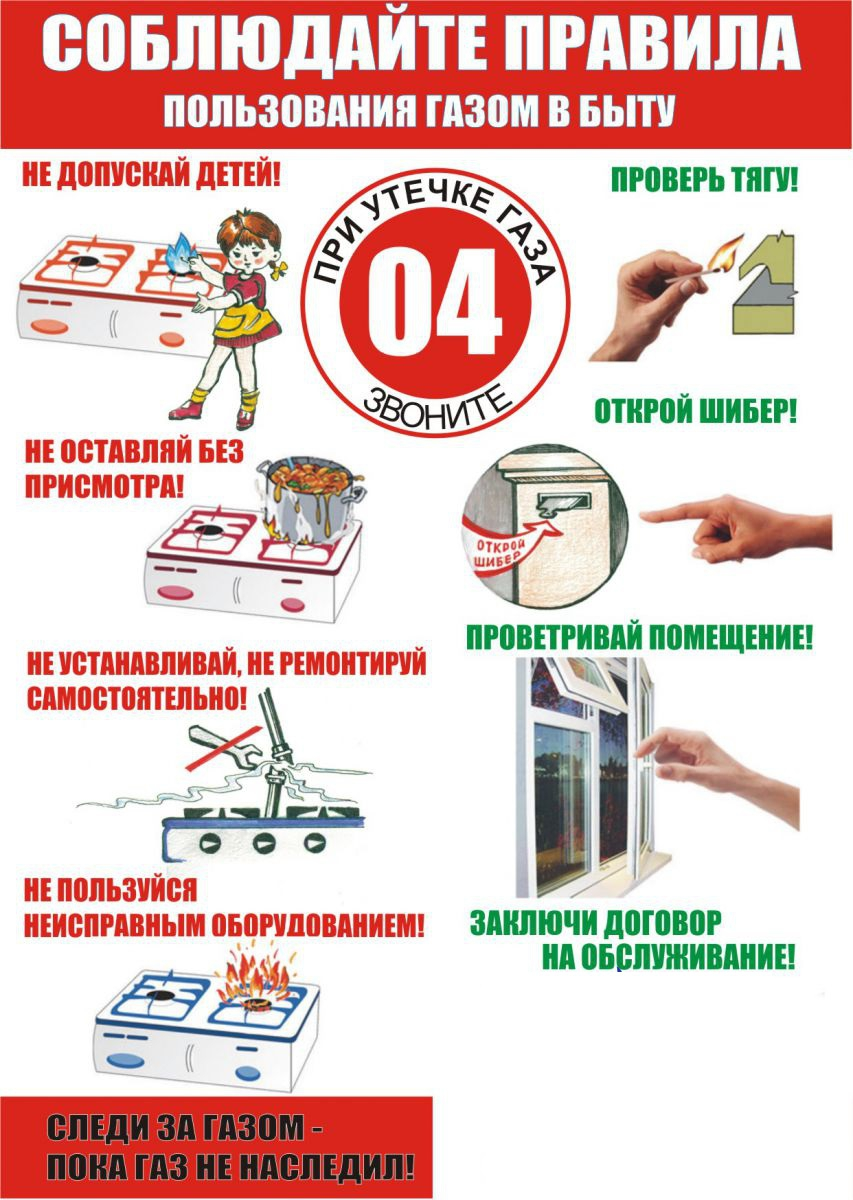 СОБЛЮДАЙТЕ ПРАВИЛА
ПОЛЬЗОВАНИЯ ГАЗОМ В БЫТУ
НЕ ДОПУСКАЙ ДЕТЕЙ!
ПРИ УТЕЧКЕ ГАЗА
04
ЗВОНИТЕ
ПРОВЕРЬ ТЯГУ!
ОТКРОЙ ШИБЕР!
НЕ ОСТАВЛЯЙ БЕЗ
ПРИСМОТРА!
ОТКРОЙ
ШИБЕР
ПРОВЕТРИВАЙ ПОМЕЩЕНИЕ!
НЕ УСТАНАВЛИВАЙ, НЕ РЕМОНТИРУЙ
САМОСТОЯТЕЛЬНО!
НЕ ПОЛЬЗУЙСЯ
НЕИСПРАВНЫМ ОБОРУДОВАНИЕМ!
ЗАКЛЮЧИ ДОГОВОР
НА ОБСЛУЖИВАНИЕ!
СЛЕДИ ЗА ГАЗОМ -
ПОКА ГАЗ НЕ НАСЛЕДИЛ!